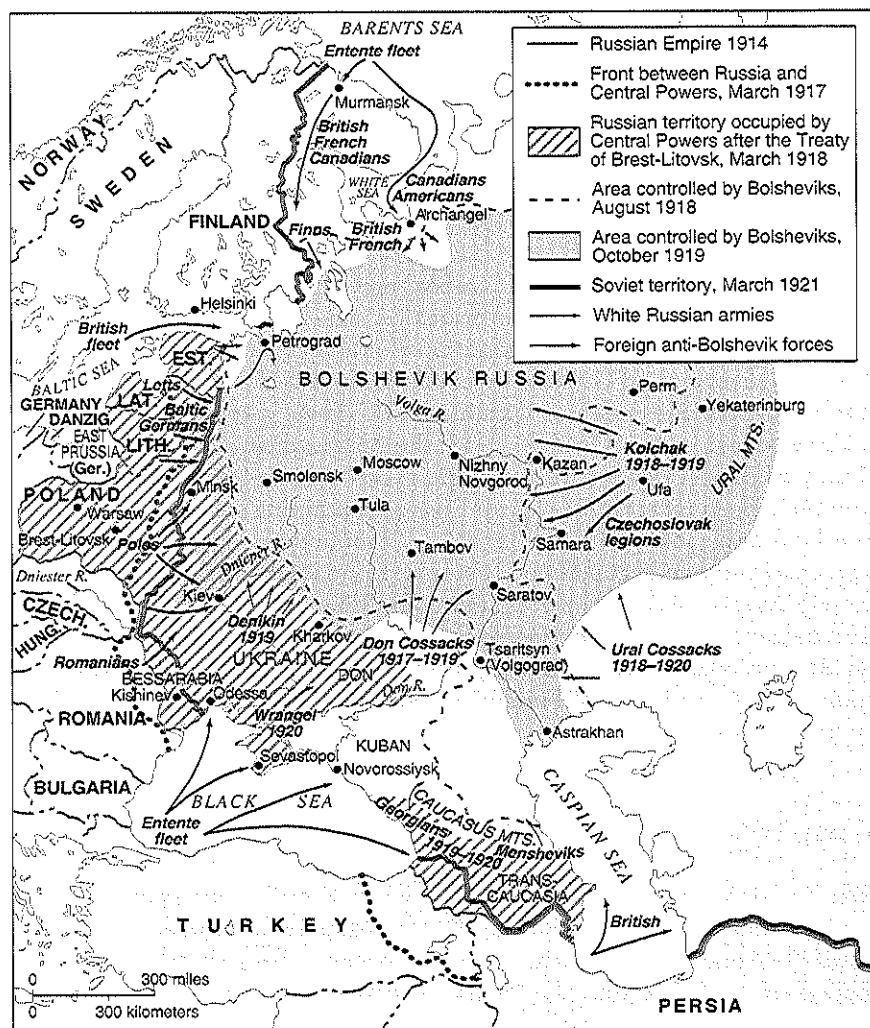 BARENTS SEA
Entente fleet
Murmansk
NORWAY
SWEDEN
British
French
Canadians
WHITE
SEA
Canadians
Americans
Archangel
FINLAND
Finns
British
French
Helsinki
British
fleet
Petrograd
EST.
BALTIC SEA
Letts
LAT.
GERMANY
DANZIG
EAST
PRUSSIA
(Ger.)
Baltic
Germans
LITH.
BOLSHEVIK RUSSIA
Volga R.
Perm
Yekaterinburg
Kolchak
1918–1919
URAL MTS.
Ufa
Kazan
Nizhny
Novgorod
Moscow
Smolensk
Minsk
Tula
Samara
Czechoslovak
legions
POLAND
Warsaw
Brest-Litovsk
Poles
Dnieper R.
Tambov
Saratov
Dniester R.
Kiev
CZECH.
HUNG.
Denikin
1919
Kharkov
UKRAINE
Don Cossacks
1917–1919
DON
Don R.
Tsaritsyn
(Volgograd)
Ural Cossacks
1918–1920
Romanians
BESSARABIA
Kishinev
Odessa
ROMANIA
Wrangel
1920
Sevastopol
KUBAN
Novorossiysk
Astrakhan
BULGARIA
BLACK SEA
Entente
fleet
CAUCASUS MTS.
Georgians
1919–1920
Mensheviks
TRANS-
CAUCASIA
CASPIAN SEA
British
TURKEY
PERSIA
0 300 miles
0 300 kilometers
Russian Empire 1914
Front between Russia and
Central Powers, March 1917
Russian territory occupied by
Central Powers after the Treaty
of Brest-Litovsk, March 1918
Area controlled by Bolsheviks,
August 1918
Area controlled by Bolsheviks,
October 1919
Soviet territory, March 1921
White Russian armies
Foreign anti-Bolshevik forces